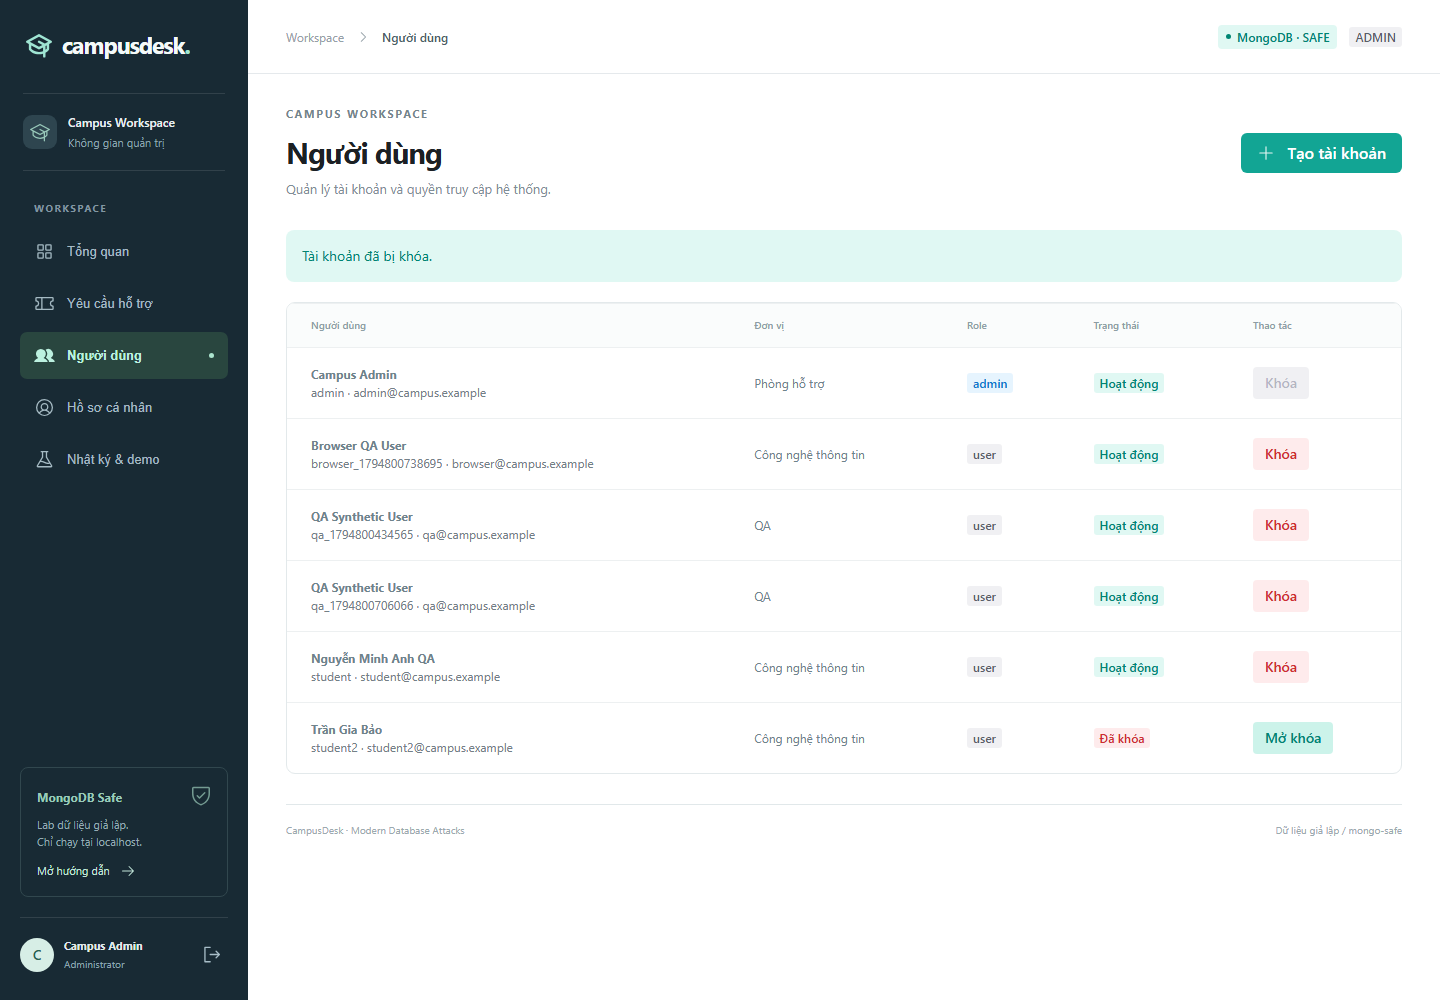 campusdesk.
Campus Workspace
Không gian quản trị
WORKSPACE
Tổng quan
Yêu cầu hỗ trợ
Người dùng
Hồ sơ cá nhân
Nhật ký & demo
MongoDB Safe
Lab dữ liệu giả lập.
Chỉ chạy tại localhost.
Mở hướng dẫn
C
Campus Admin
Administrator
Workspace Người dùng
MongoDB · SAFE ADMIN
CAMPUS WORKSPACE
Người dùng
Quản lý tài khoản và quyền truy cập hệ thống.
Tạo tài khoản
Tài khoản đã bị khóa.
Người dùng Đơn vị Role Trạng thái Thao tác
Campus Admin
admin · admin@campus.example Phòng hỗ trợ admin Hoạt động Khóa
Browser QA User
browser_1794800738695 · browser@campus.example Công nghệ thông tin user Hoạt động Khóa
QA Synthetic User
qa_1794800434565 · qa@campus.example QA user Hoạt động Khóa
QA Synthetic User
qa_1794800706066 · qa@campus.example QA user Hoạt động Khóa
Nguyễn Minh Anh QA
student · student@campus.example Công nghệ thông tin user Hoạt động Khóa
Trần Gia Bảo
student2 · student2@campus.example Công nghệ thông tin user Đã khóa Mở khóa
CampusDesk · Modern Database Attacks
Dữ liệu giả lập / mongo-safe